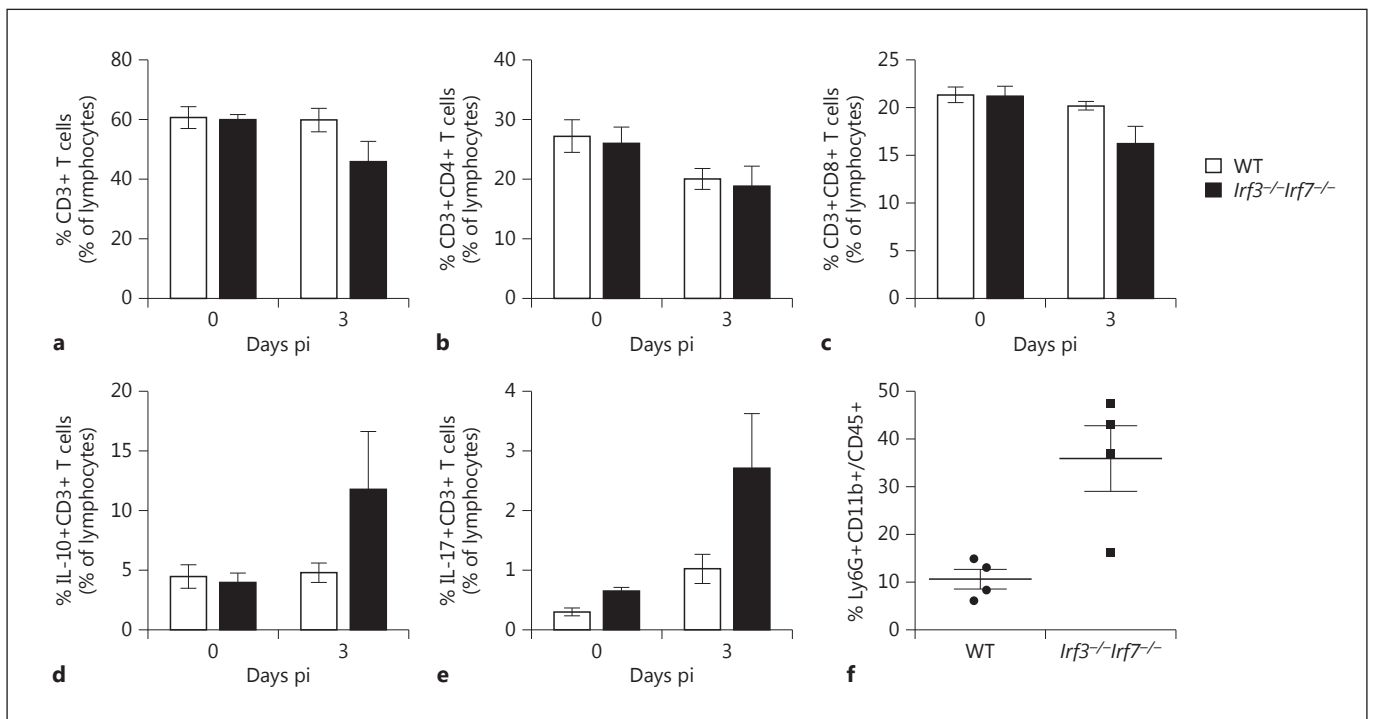 80
60
40
20
0
% CD3+ T cells
(% of lymphocytes)
0 3
Days pi
a
40
30
20
10
0
% CD3+CD4+ T cells
(% of lymphocytes)
0 3
Days pi
b
25
20
15
10
5
0
% CD3+CD8+ T cells
(% of lymphocytes)
0 3
Days pi
c
WT
Irf3–/–Irf7–/–
20
15
10
5
0
% IL-10+CD3+ T cells
(% of lymphocytes)
0 3
Days pi
d
4
3
2
1
0
% IL-17+CD3+ T cells
(% of lymphocytes)
0 3
Days pi
e
50
40
30
20
10
0
% Ly6G+CD11b+/CD45+
WT Irf3–/–Irf7–/–
f